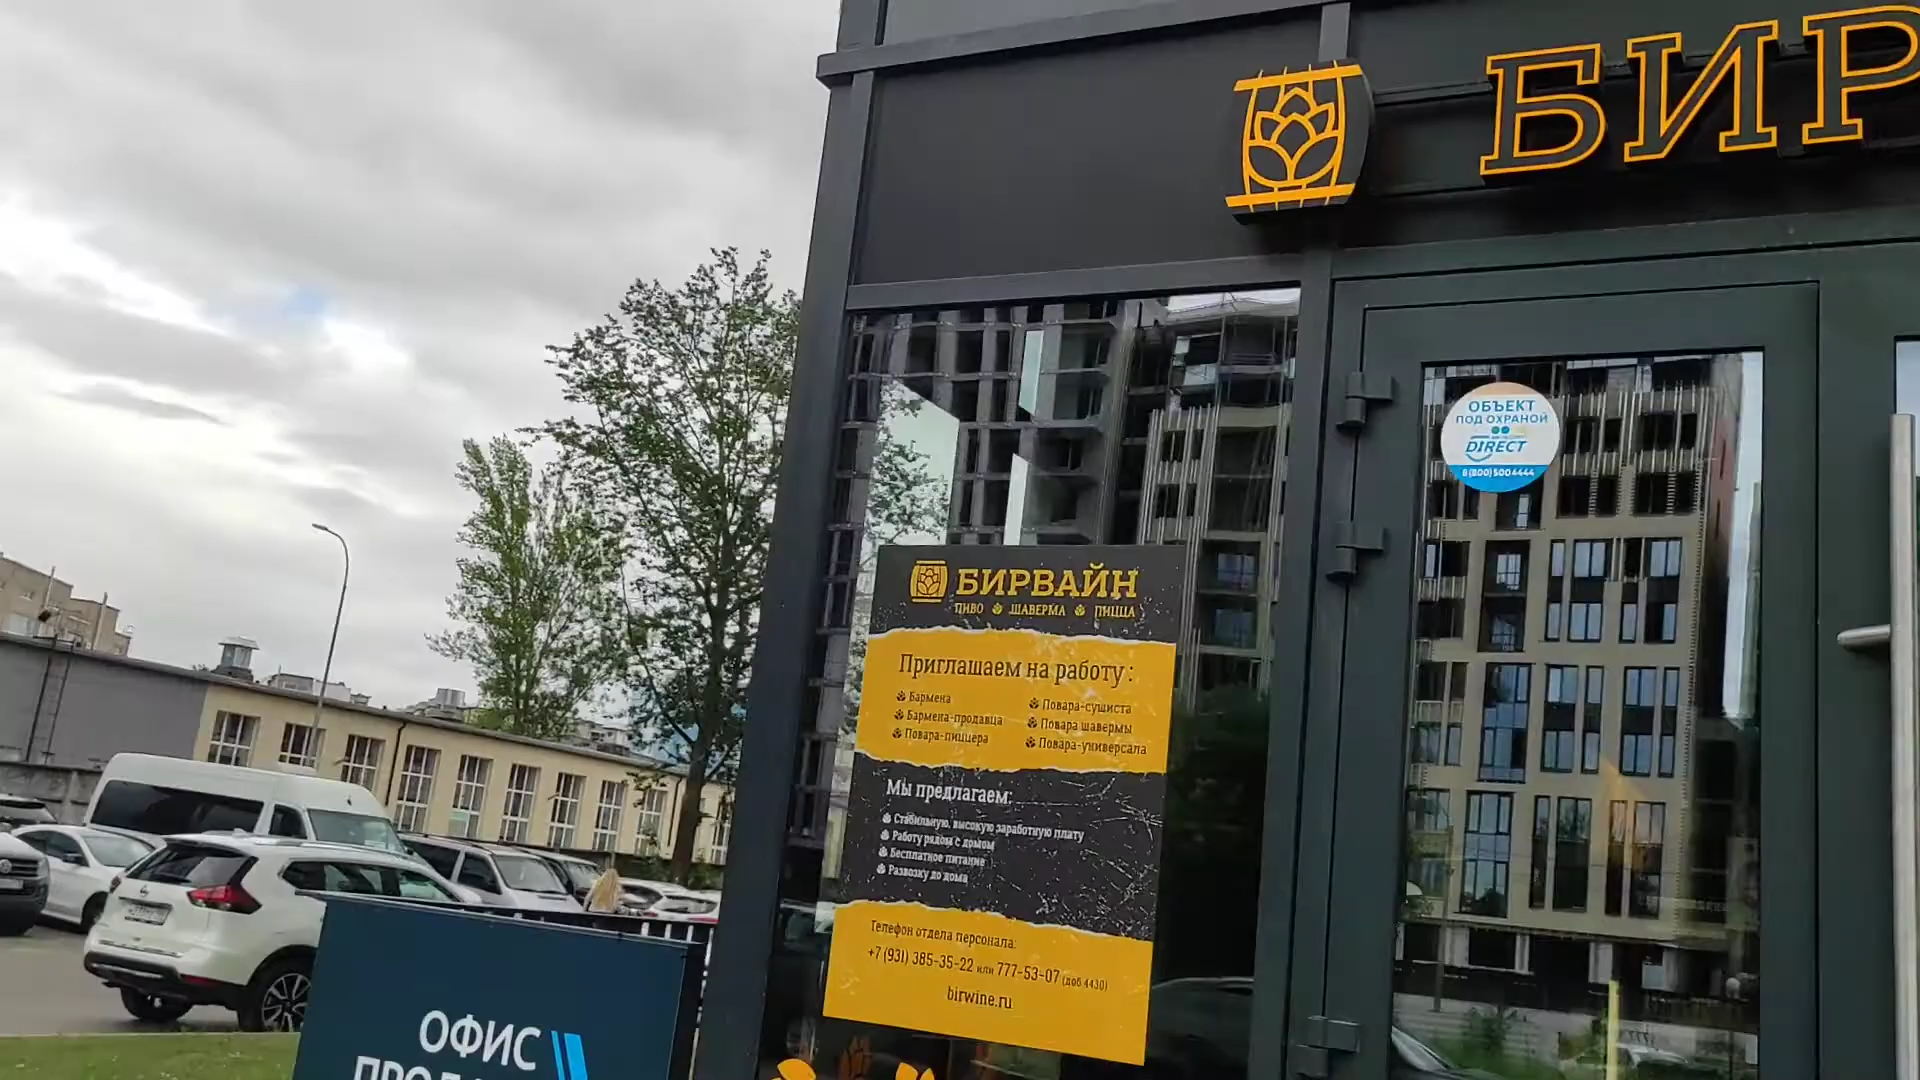 БИР
ОБЪЕКТ
ПОД ОХРАНОЙ
DIRECT
8 (800) 500 4444
БИРВАЙН
ПИВО ШАВЕРМА ПИЦЦА
Приглашаем на работу:
Бармена
Бармена-продавца
Повара-пиццера
Повара-сушиста
Повара шавермы
Повара-универсала
Мы предлагаем:
Стабильную, высокую заработную плату
Работу рядом с домом
Бесплатное питание
Развозку до дома
Телефон отдела персонала:
+7 (931) 385-35-22 или 777-53-07 (доб 4430)
birwine.ru
ОФИС